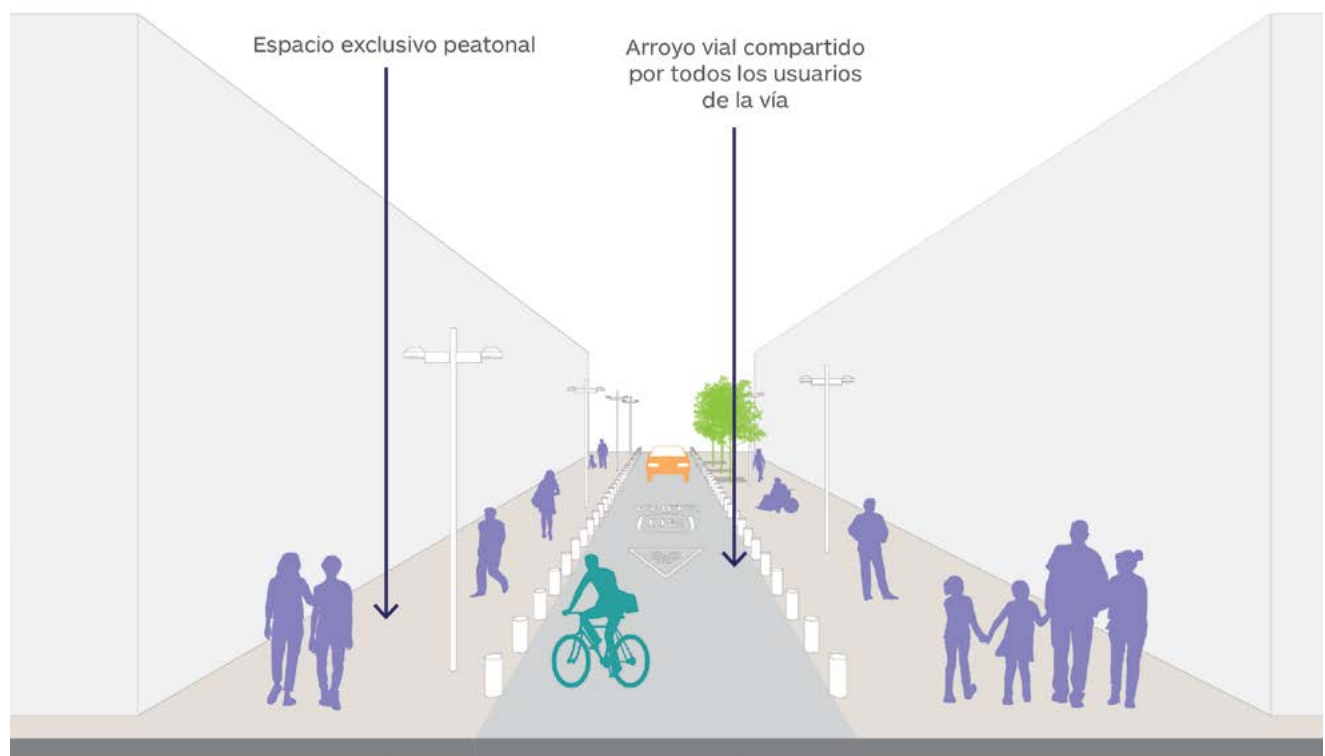 Espacio exclusivo peatonal
Arroyo vial compartido
por todos los usuarios
de la vía